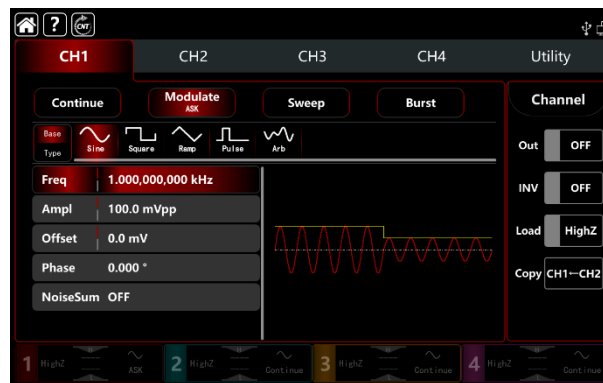 ? CNT
CH1 CH2 CH3 CH4 Utility
Continue Modulate Sweep Burst Channel
ASK
Base
Type Sine Square Ramp Pulse Arb
Out OFF
Freq 1.000,000,000 kHz
INV OFF
Ampl 100.0 mVpp
Offset 0.0 mV
Load HighZ
Phase 0.000 °
Copy CH1←CH2
NoiseSum OFF
1 HighZ ASK 2 HighZ Continue 3 HighZ Continue 4 HighZ Continue